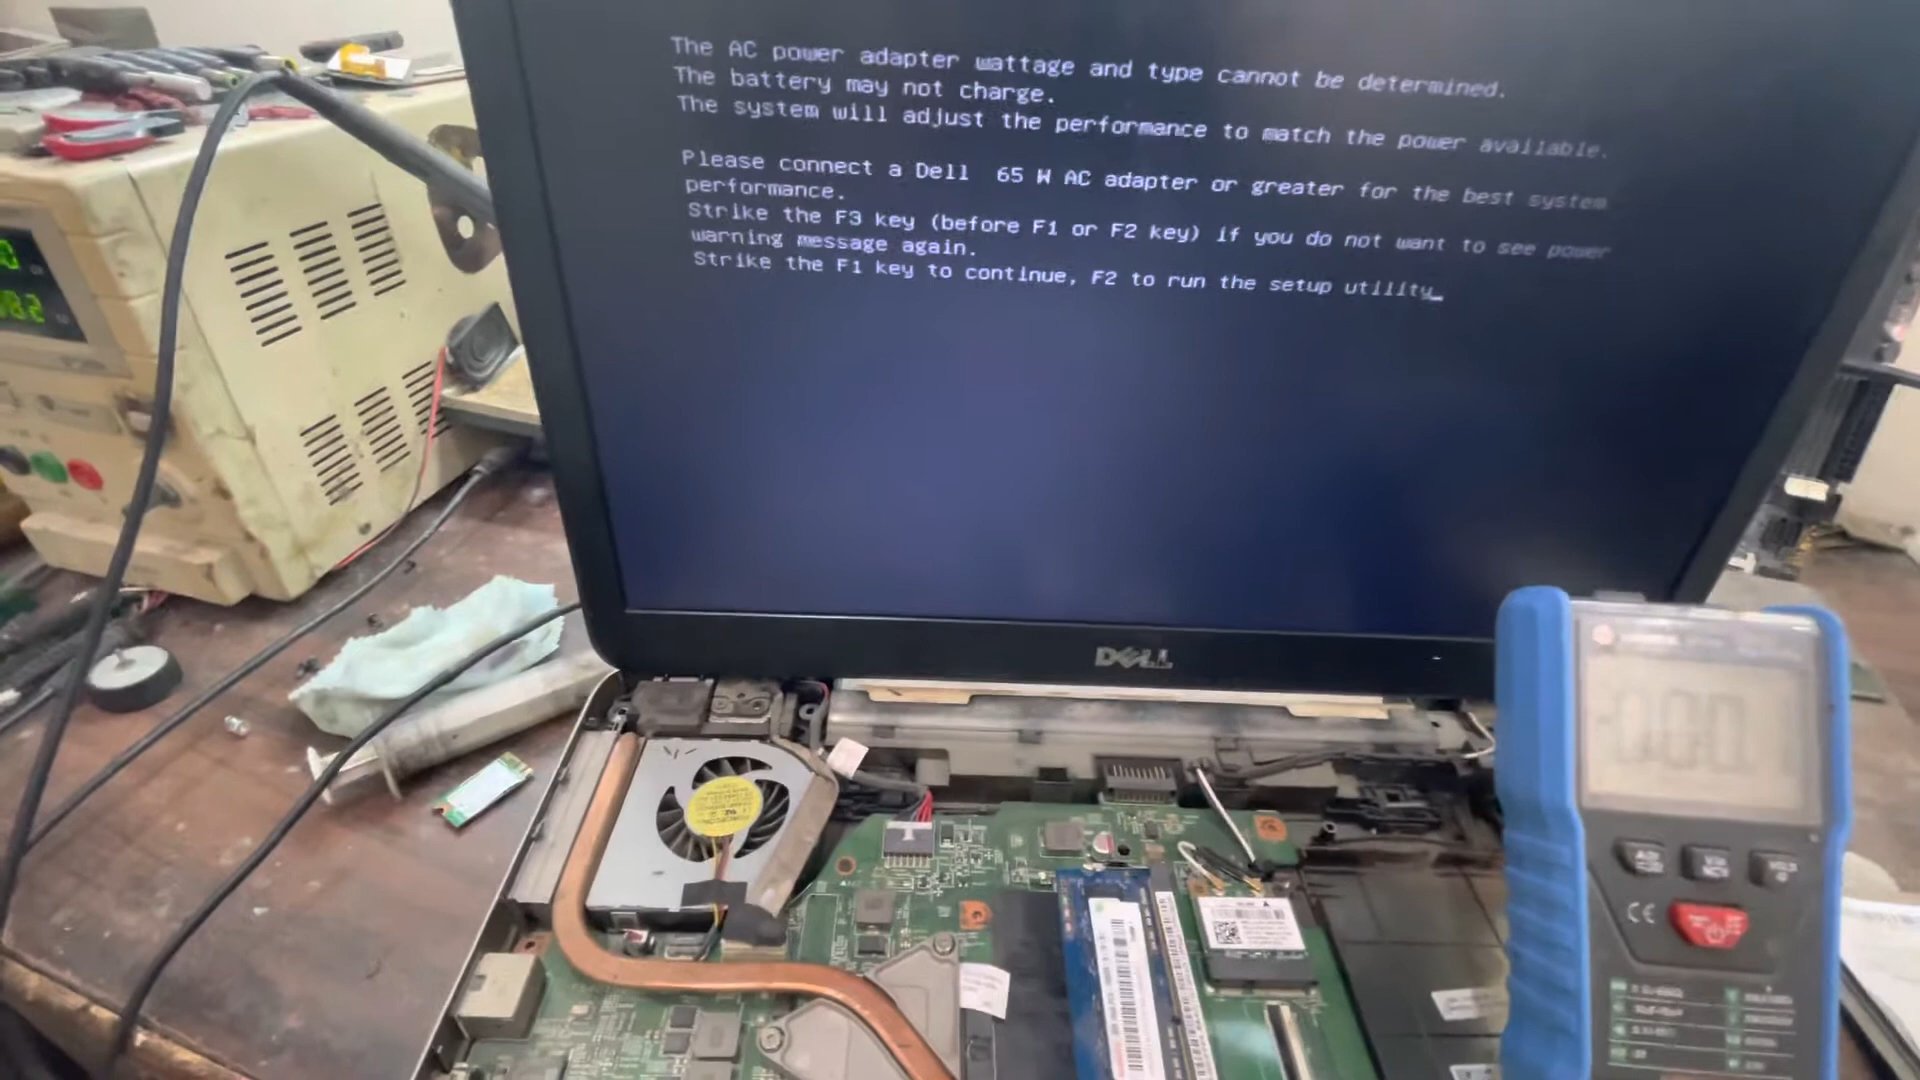 The AC power adapter wattage and type cannot be determined.
The battery may not charge.
The system will adjust the performance to match the power available.
Please connect a Dell  65 W AC adapter or greater for the best system
performance.
Strike the F3 key (before F1 or F2 key) if you do not want to see power
warning message again.
Strike the F1 key to continue, F2 to run the setup utility_
DELL
CE